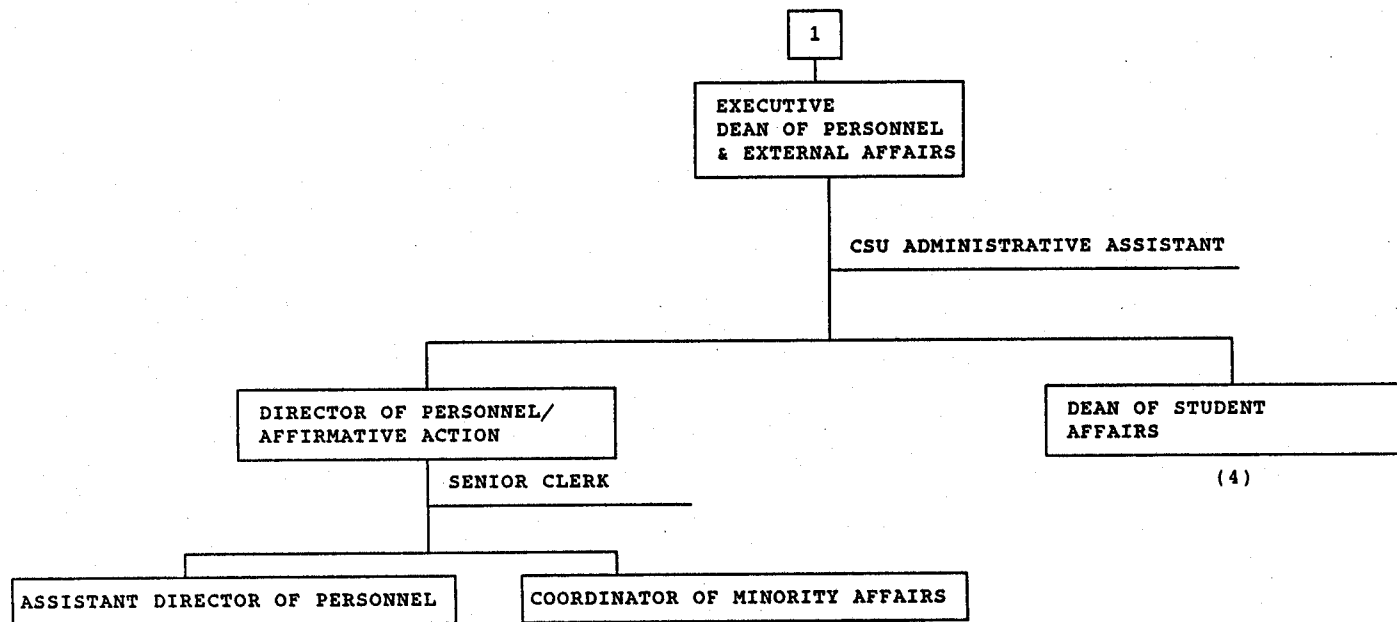 1
EXECUTIVE
DEAN OF PERSONNEL
& EXTERNAL AFFAIRS
CSU ADMINISTRATIVE ASSISTANT
DIRECTOR OF PERSONNEL/
AFFIRMATIVE ACTION
DEAN OF STUDENT
AFFAIRS
(4)
SENIOR CLERK
ASSISTANT DIRECTOR OF PERSONNEL
COORDINATOR OF MINORITY AFFAIRS